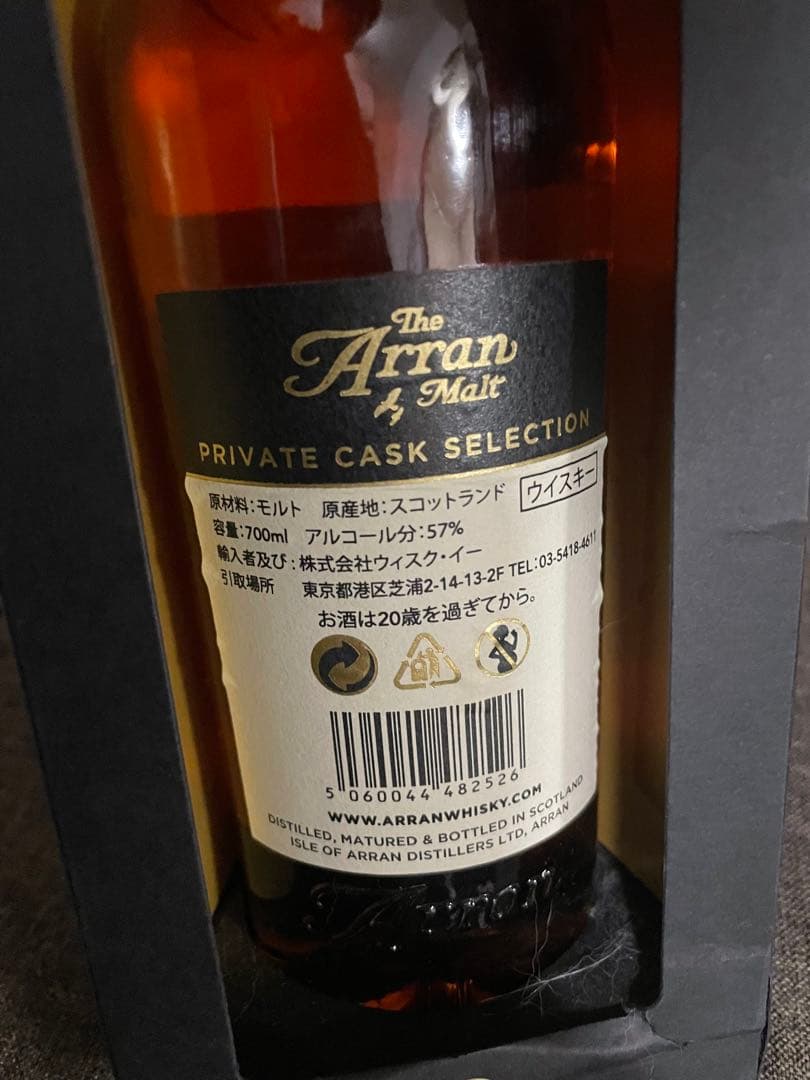 The
Arran
Malt
PRIVATE CASK SELECTION
原材料:モルト 原産地:スコットランド ウイスキー
容量:700ml アルコール分:57%
輸入者及び:株式会社ウィスク・イー
引取場所 東京都港区芝浦2-14-13-2F TEL:03-5418-4611
お酒は20歳を過ぎてから。
5 060044 482526
WWW.ARRANWHISKY.COM
DISTILLED, MATURED & BOTTLED IN SCOTLAND
ISLE OF ARRAN DISTILLERS LTD, ARRAN
Arran